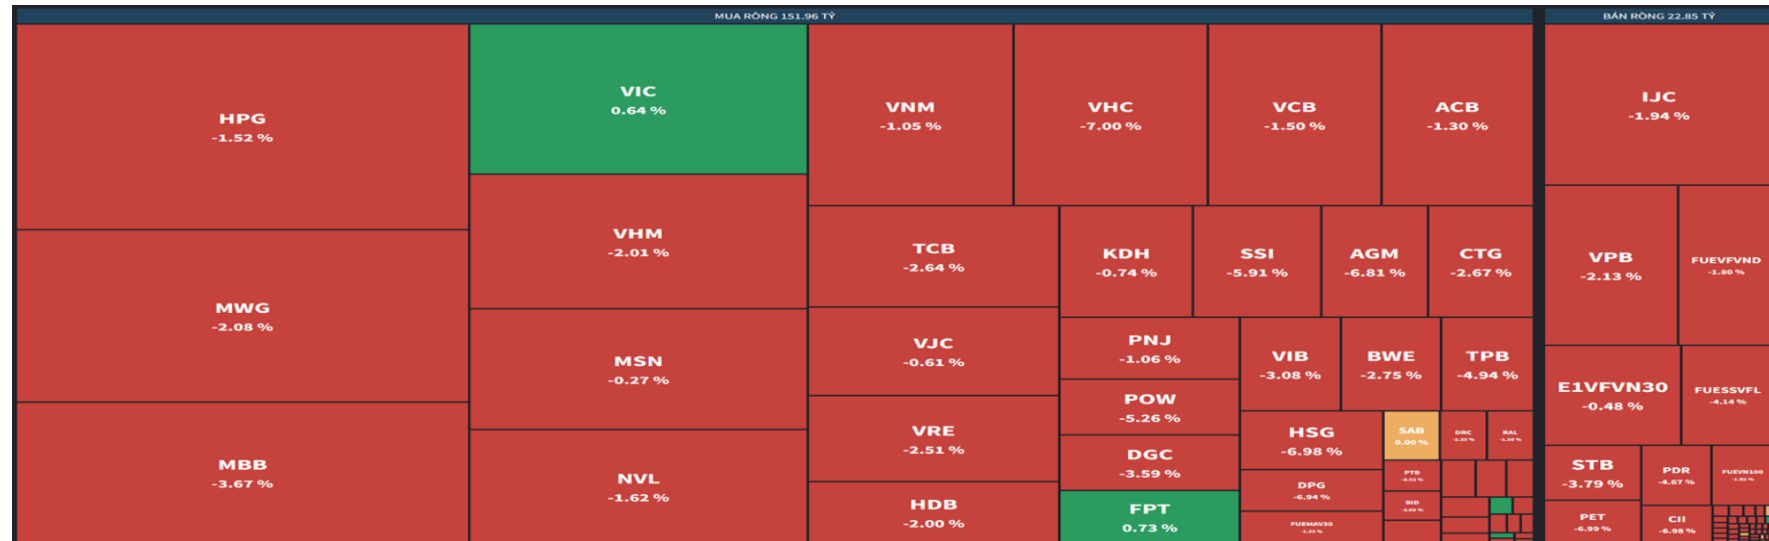 MUA RÒNG 151.96 TỶ
HPG
-1.52 %
MWG
-2.08 %
MBB
-3.67 %
VIC
0.64 %
VHM
-2.01 %
MSN
-0.27 %
NVL
-1.62 %
VNM
-1.05 %
VHC
-7.00 %
VCB
-1.50 %
ACB
-1.30 %
TCB
-2.64 %
VJC
-0.61 %
VRE
-2.51 %
HDB
-2.00 %
KDH
-0.74 %
SSI
-5.91 %
AGM
-6.81 %
CTG
-2.67 %
PNJ
-1.06 %
POW
-5.26 %
DGC
-3.59 %
FPT
0.73 %
VIB
-3.08 %
BWE
-2.75 %
TPB
-4.94 %
HSG
-6.98 %
DPG
-6.94 %
FUEMAV30
SAB
0.00 %
DRC
RAL
PTB
BID
BÁN RÒNG 22.85 TỶ
IJC
-1.94 %
VPB
-2.13 %
FUEVFVND
-1.80 %
E1VFVN30
-0.48 %
FUESSVFL
-4.14 %
STB
-3.79 %
PDR
-4.67 %
FUEVN100
PET
-6.99 %
CII
-6.98 %